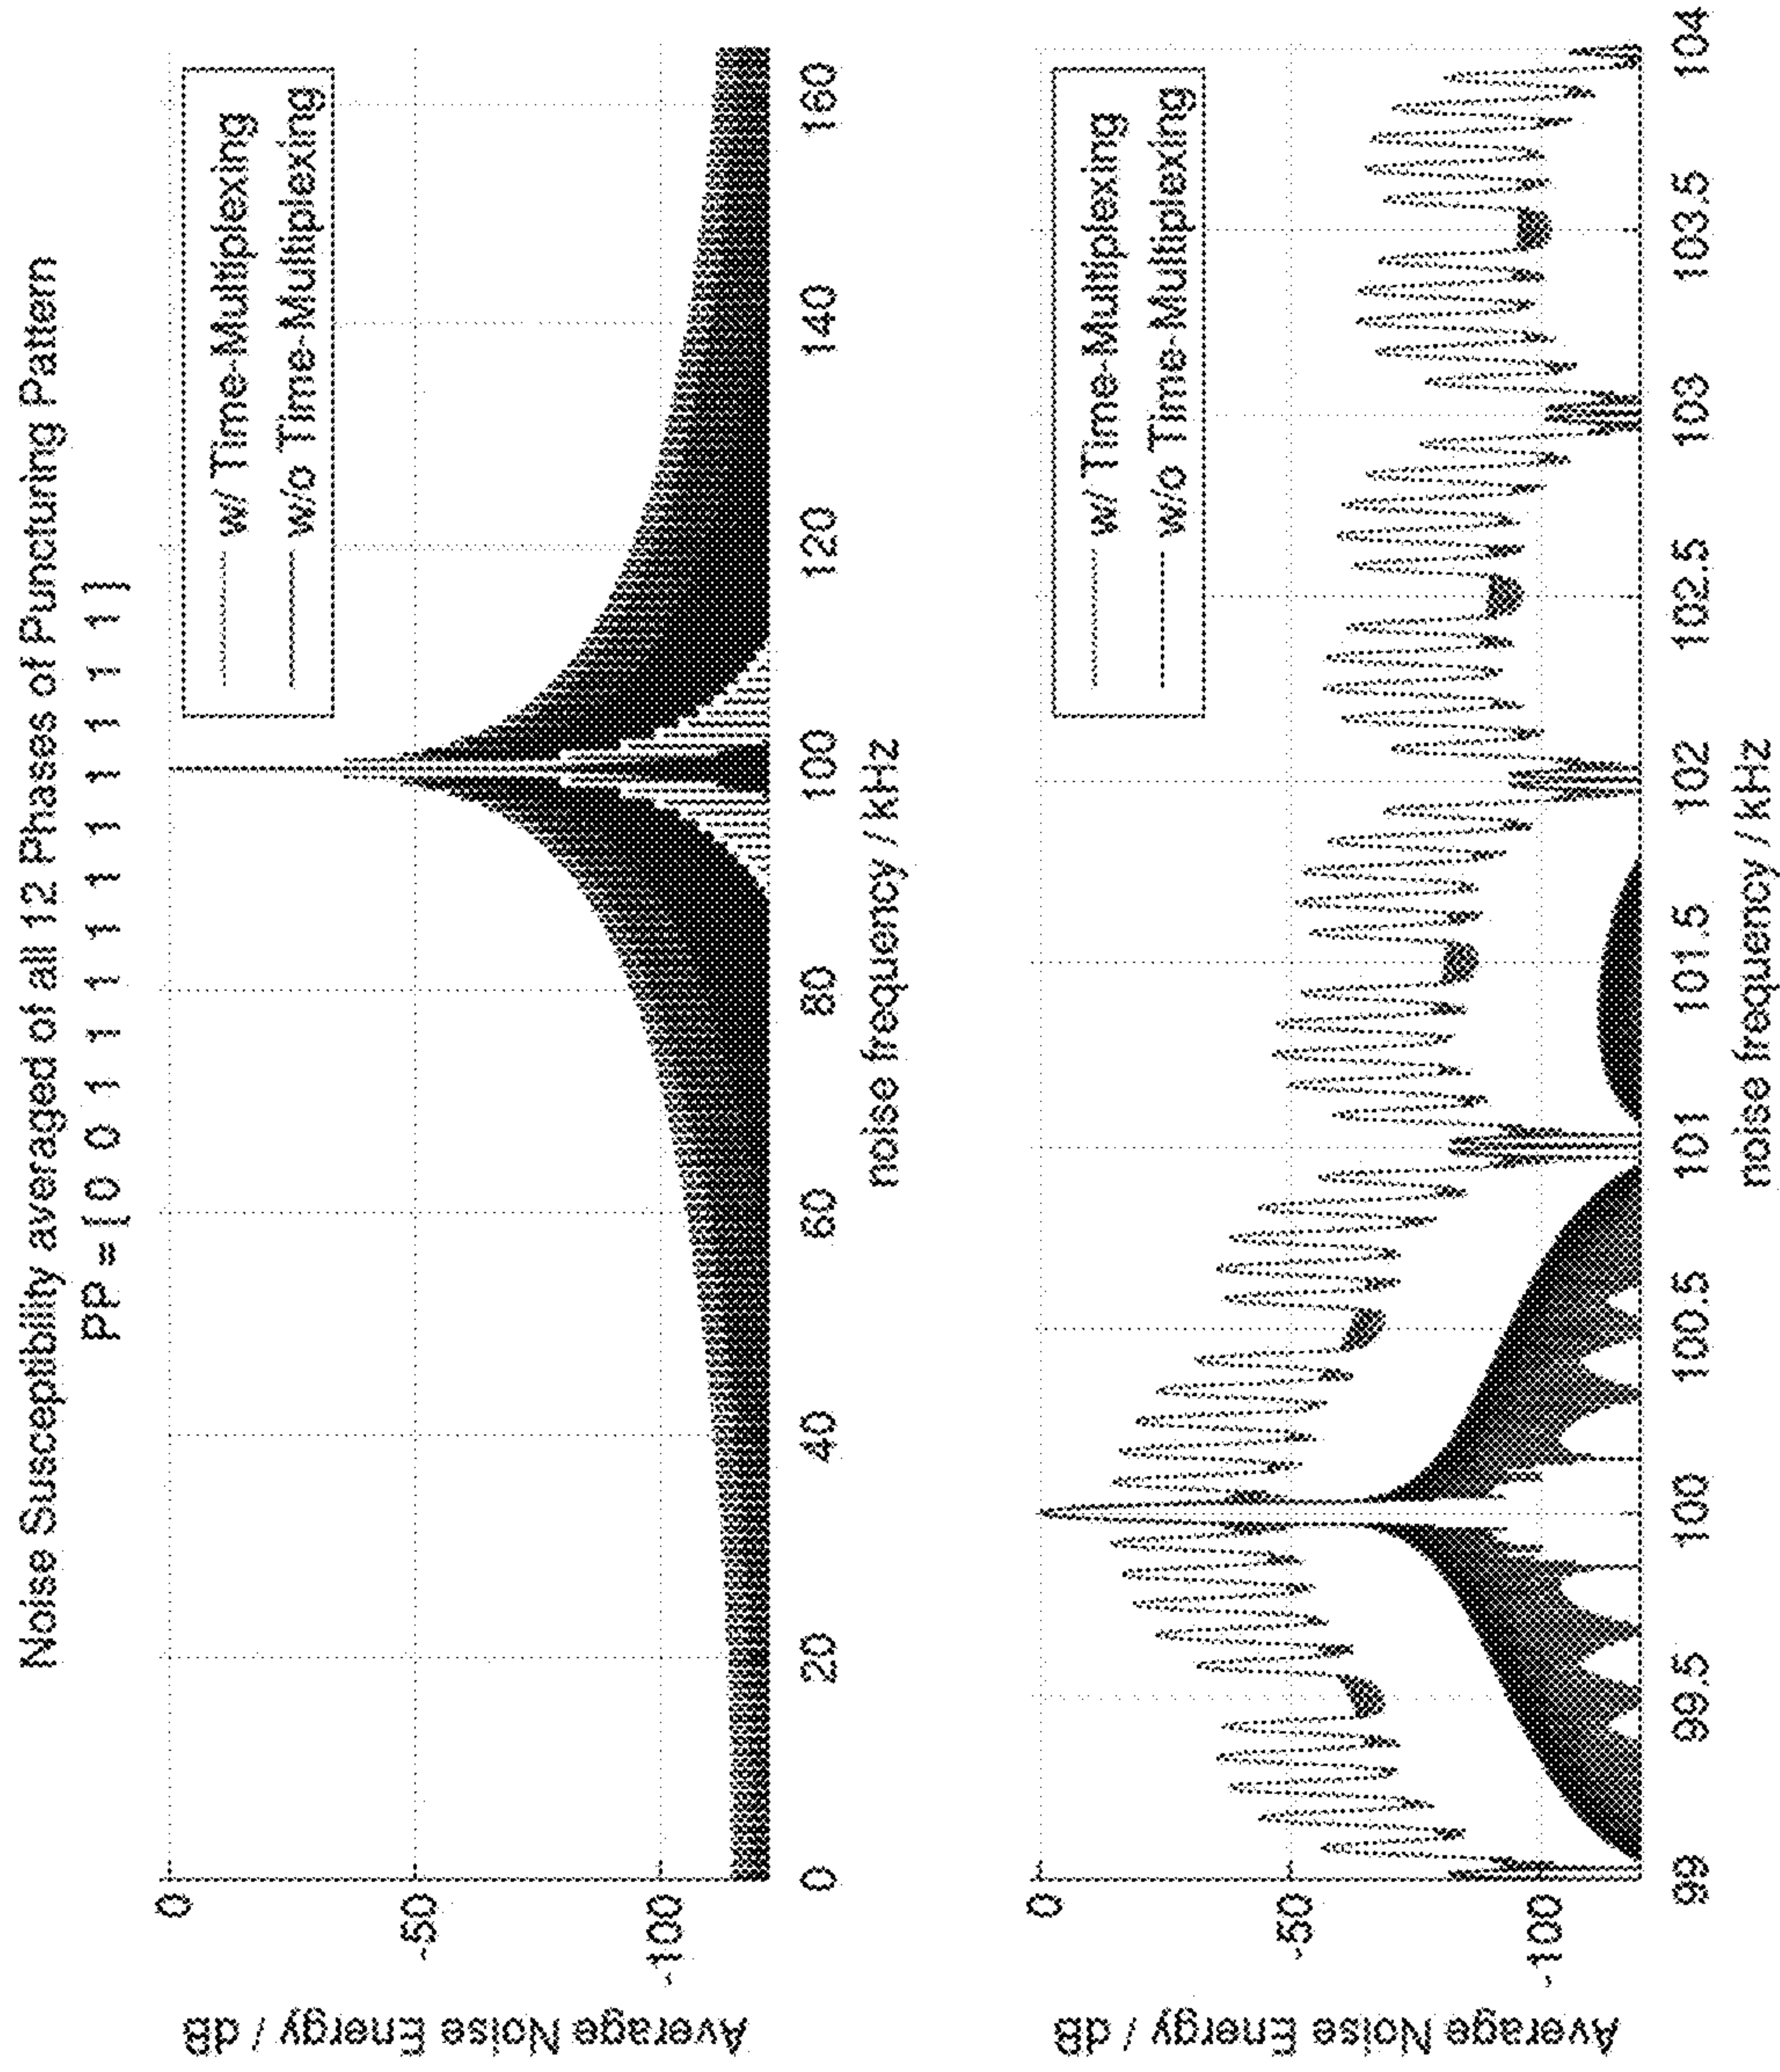 Noise Susceptibility averaged of all 12 Phases of Puncturing Pattern
PP = [0 0 1 1 1 1 1 1 1 1 1 1]
Average Noise Energy / dB
0
-50
-100
w/ Time-Multiplexing
w/o Time-Multiplexing
0 20 40 60 80 100 120 140 160
noise frequency / kHz
Average Noise Energy / dB
0
-50
-100
w/ Time-Multiplexing
w/o Time-Multiplexing
99 99.5 100 100.5 101 101.5 102 102.5 103 103.5 104
noise frequency / kHz